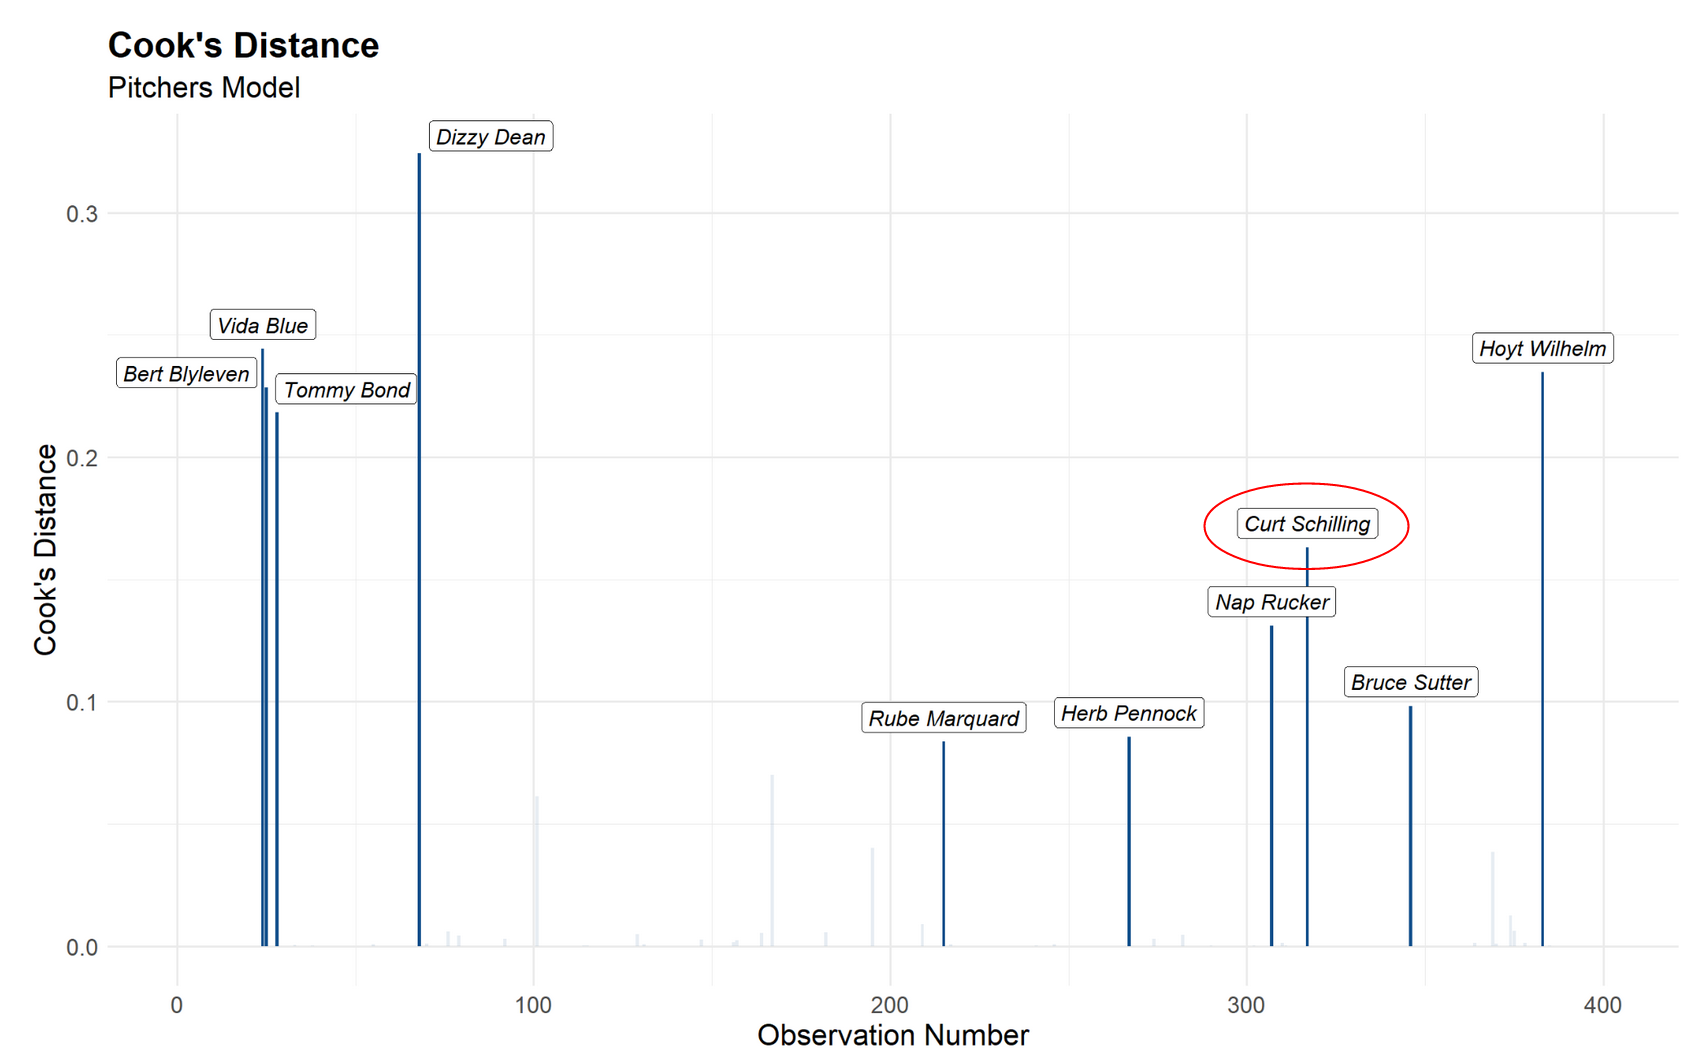 Cook's Distance
Pitchers Model
Dizzy Dean
Vida Blue
Bert Blyleven
Tommy Bond
Hoyt Wilhelm
Curt Schilling
Nap Rucker
Bruce Sutter
Herb Pennock
Rube Marquard
Cook's Distance
0.3
0.2
0.1
0.0
0
100
200
300
400
Observation Number